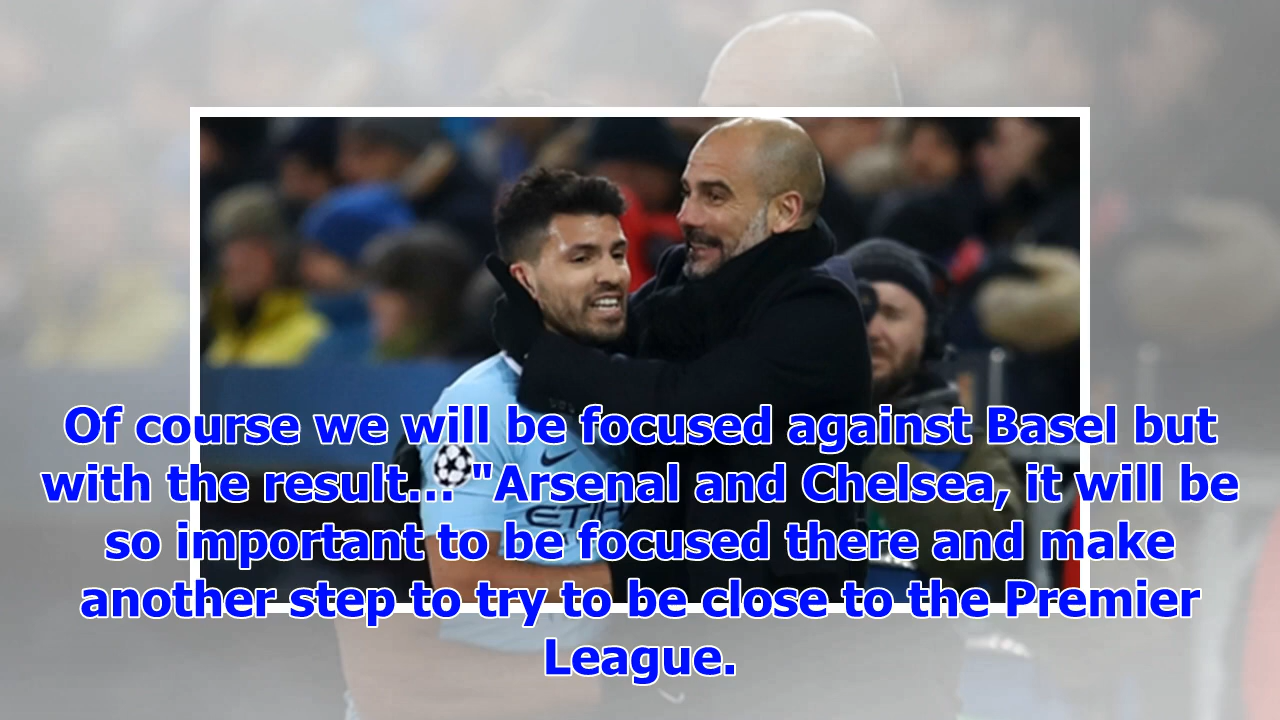 Of course we will be focused against Basel but
with the result... "Arsenal and Chelsea, it will be
so important to be focused there and make
another step to try to be close to the Premier
League.
ETIH